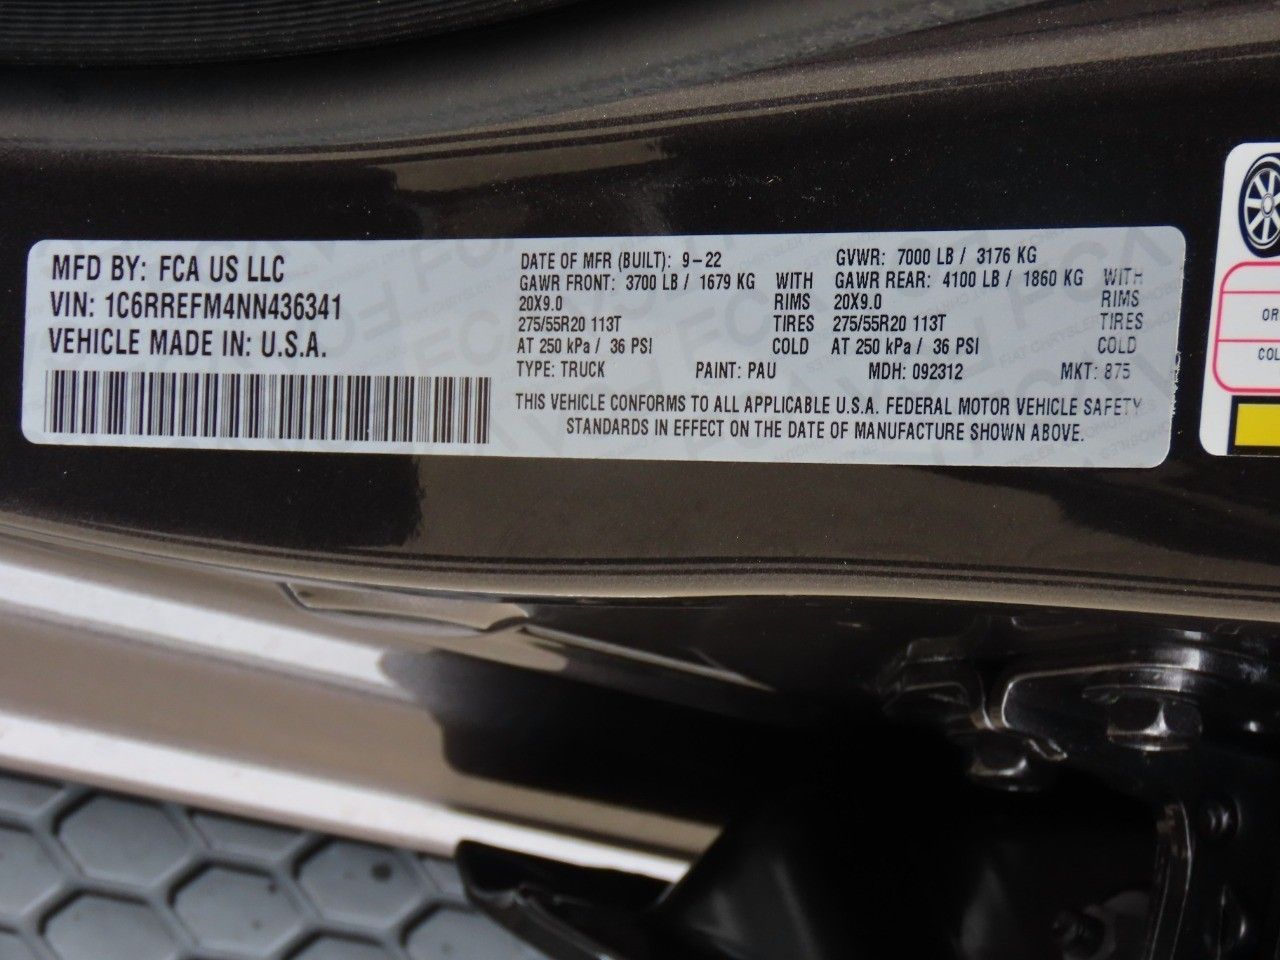 MFD BY: FCA US LLC
VIN: 1C6RREFM4NN436341
VEHICLE MADE IN: U.S.A.
DATE OF MFR (BUILT): 9-22 GVWR: 7000 LB / 3176 KG
GAWR FRONT: 3700 LB / 1679 KG WITH GAWR REAR: 4100 LB / 1860 KG WITH
20X9.0 RIMS 20X9.0 RIMS
275/55R20 113T TIRES 275/55R20 113T TIRES
AT 250 kPa / 36 PSI COLD AT 250 kPa / 36 PSI COLD
TYPE: TRUCK PAINT: PAU MDH: 092312 MKT: 875
THIS VEHICLE CONFORMS TO ALL APPLICABLE U.S.A. FEDERAL MOTOR VEHICLE SAFETY
STANDARDS IN EFFECT ON THE DATE OF MANUFACTURE SHOWN ABOVE.
OR
COL